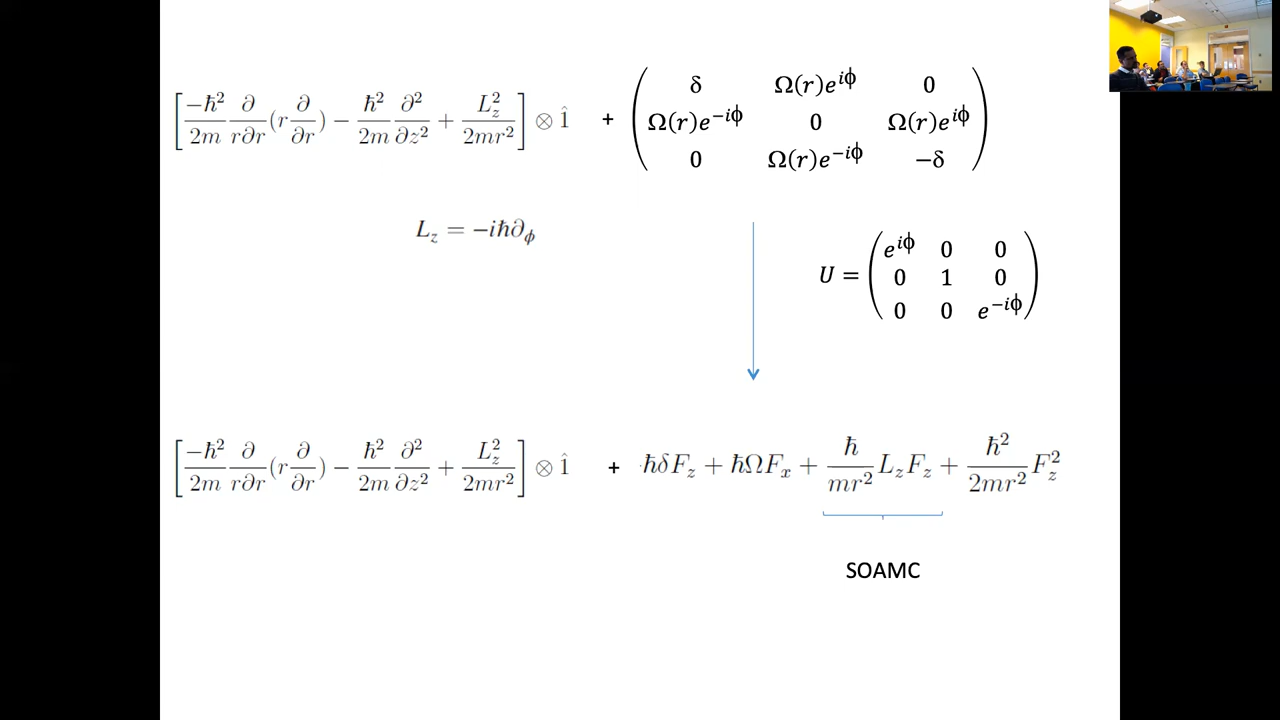 [ -ħ²/2m ∂/r∂r (r ∂/∂r) − ħ²/2m ∂²/∂z² + L_z²/2mr² ] ⊗ 1̂ + ( δ Ω(r)e^{iϕ} 0 ; Ω(r)e^{−iϕ} 0 Ω(r)e^{iϕ} ; 0 Ω(r)e^{−iϕ} −δ )
L_z = −iħ∂_ϕ
U = ( e^{iϕ} 0 0 ; 0 1 0 ; 0 0 e^{−iϕ} )
[ -ħ²/2m ∂/r∂r (r ∂/∂r) − ħ²/2m ∂²/∂z² + L_z²/2mr² ] ⊗ 1̂ + ħδF_z + ħΩF_x + ħ/mr² L_zF_z + ħ²/2mr² F_z²
SOAMC